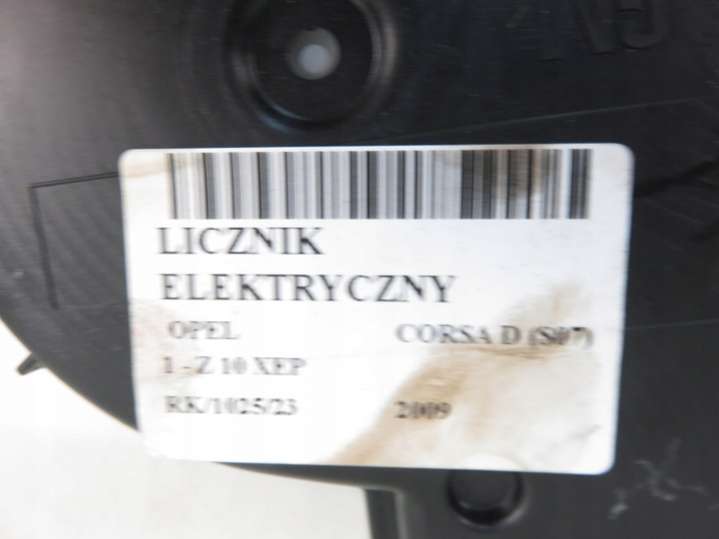 LICZNIK
ELEKTRYCZNY
OPEL CORSA D (S07)
1 - Z 10 XEP
RK/1025/23 2009